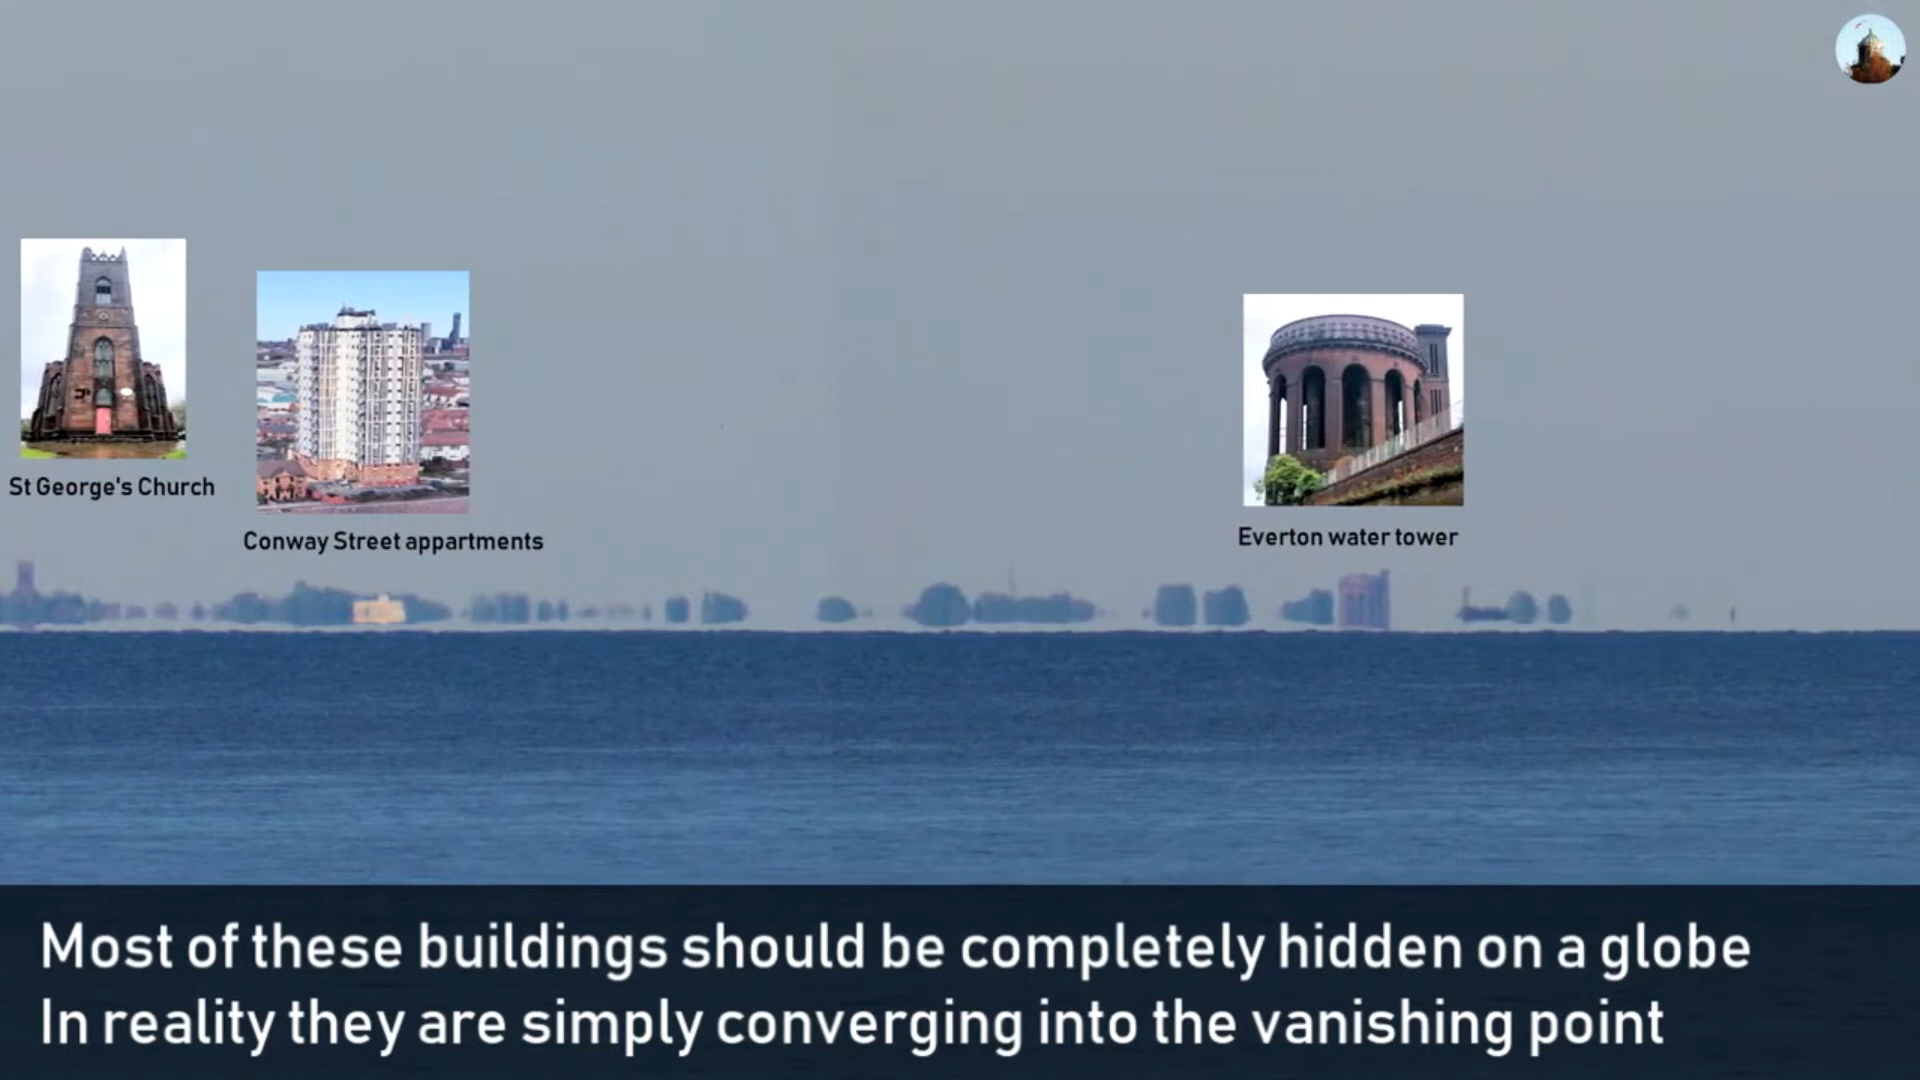 St George's Church
Conway Street appartments
Everton water tower
Most of these buildings should be completely hidden on a globe
In reality they are simply converging into the vanishing point